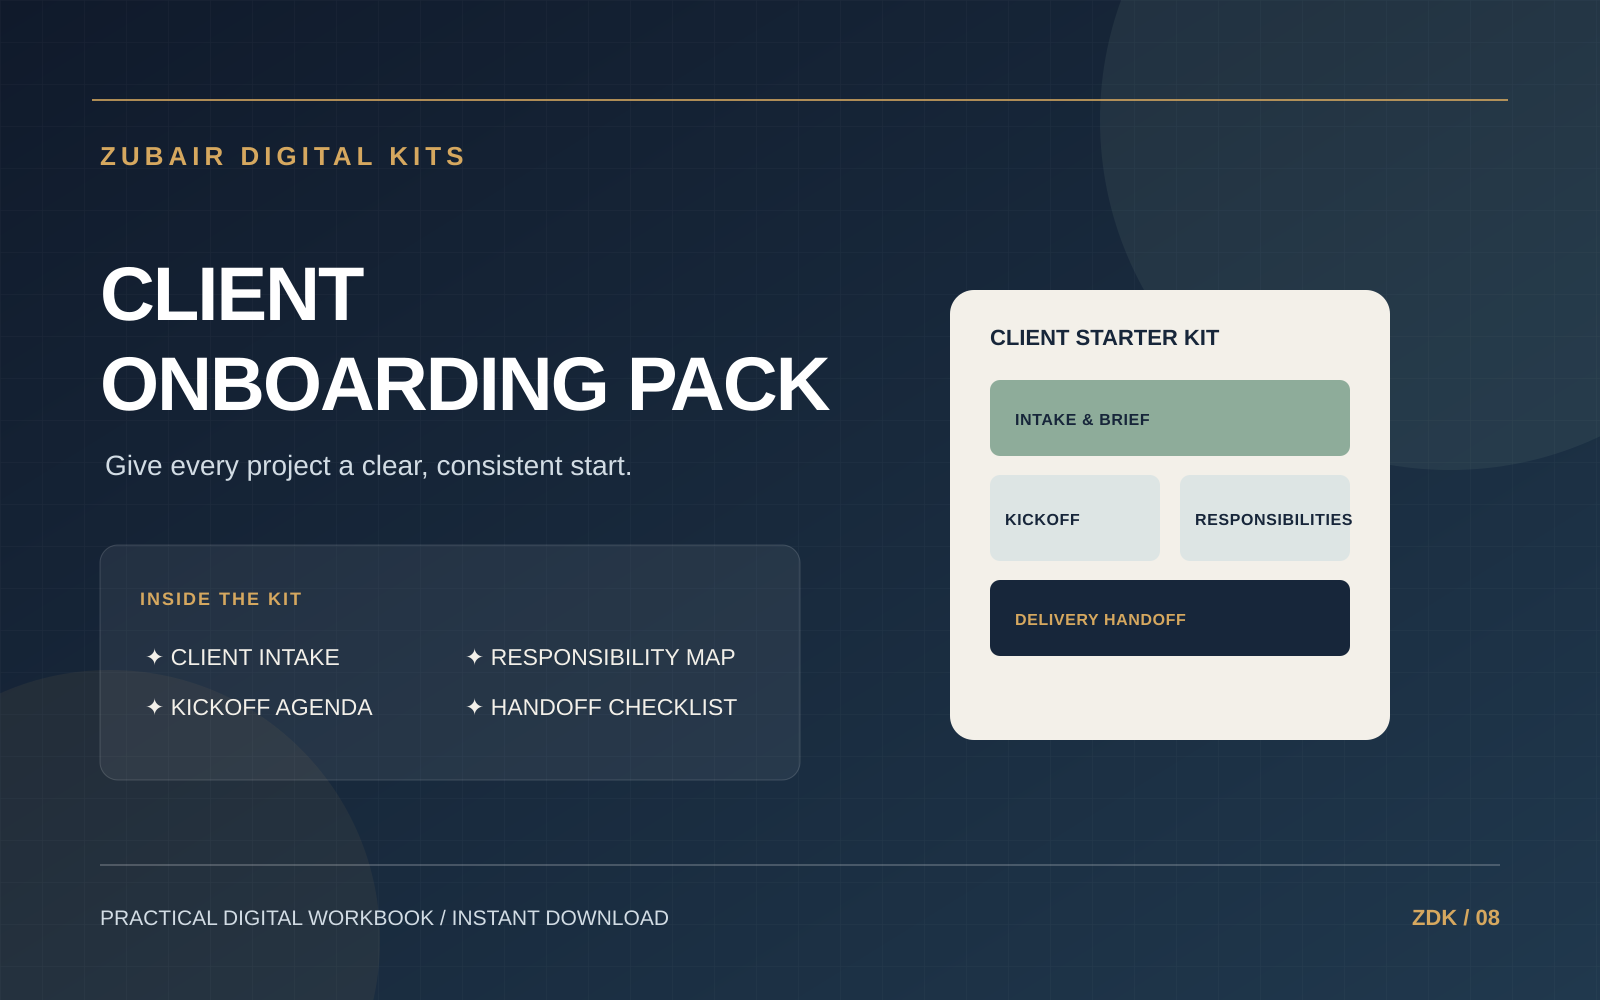 ZUBAIR DIGITAL KITS
CLIENT
ONBOARDING PACK
Give every project a clear, consistent start.
INSIDE THE KIT
✦ CLIENT INTAKE
✦ RESPONSIBILITY MAP
✦ KICKOFF AGENDA
✦ HANDOFF CHECKLIST
CLIENT STARTER KIT
INTAKE & BRIEF
KICKOFF
RESPONSIBILITIES
DELIVERY HANDOFF
PRACTICAL DIGITAL WORKBOOK / INSTANT DOWNLOAD
ZDK / 08